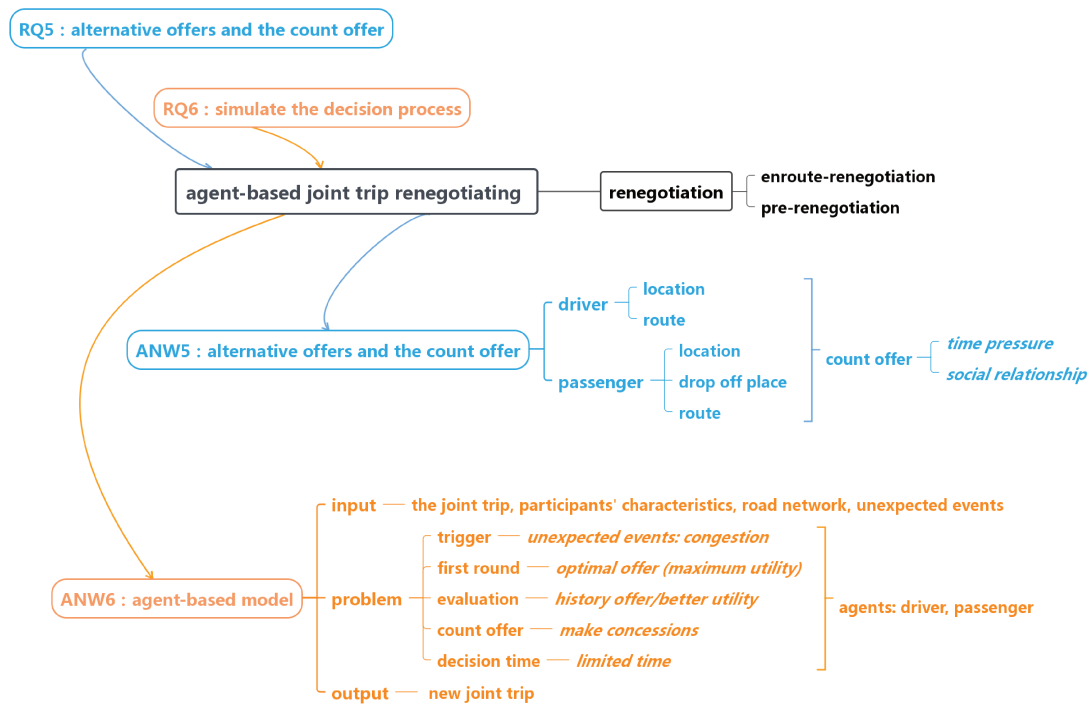 RQ5 : alternative offers and the count offer
RQ6 : simulate the decision process
agent-based joint trip renegotiating
renegotiation
enroute-renegotiation
pre-renegotiation
ANW5 : alternative offers and the count offer
driver
location
route
passenger
location
drop off place
route
count offer
time pressure
social relationship
ANW6 : agent-based model
input
the joint trip, participants' characteristics, road network, unexpected events
problem
trigger
unexpected events: congestion
first round
optimal offer (maximum utility)
evaluation
history offer/better utility
count offer
make concessions
decision time
limited time
agents: driver, passenger
output
new joint trip